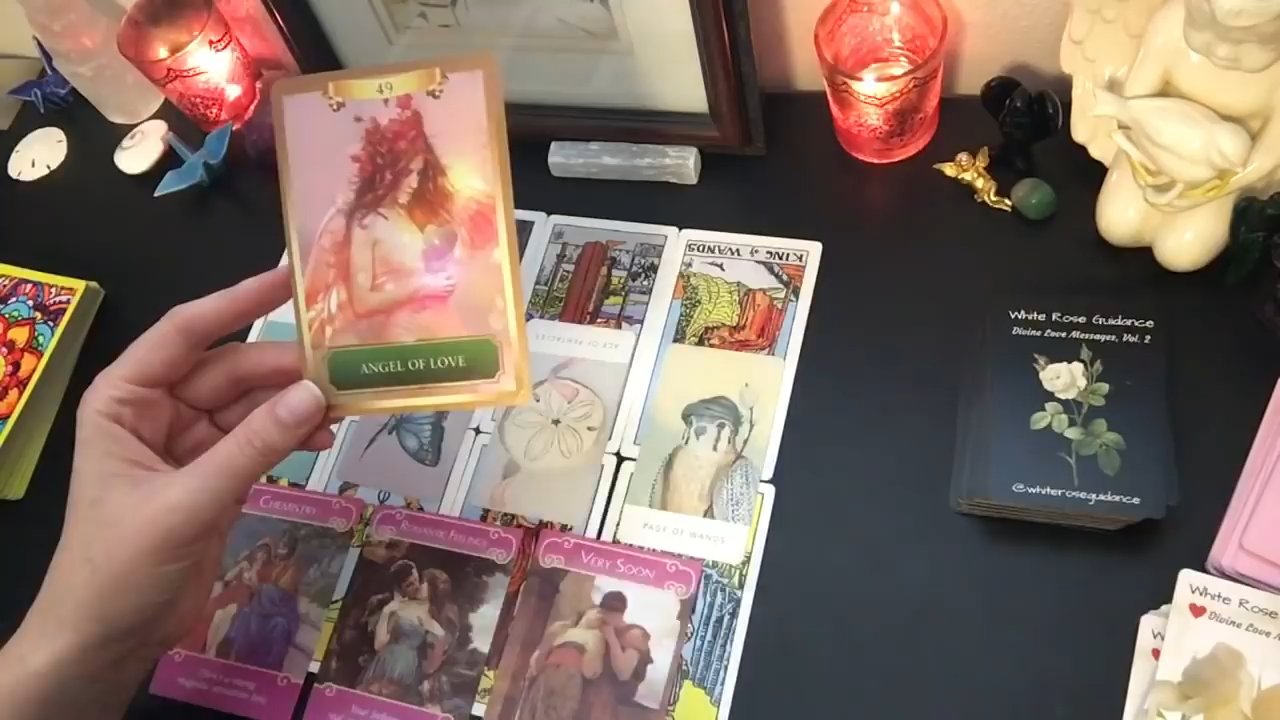 49
ANGEL OF LOVE
KING of WANDS
ACE OF PENTACLES
PAGE OF WANDS
CHEMISTRY
ROMANTIC FEELINGS
VERY SOON
White Rose Guidance
Divine Love Messages, Vol. 2
@whiteroseguidance
White Rose
Divine Love